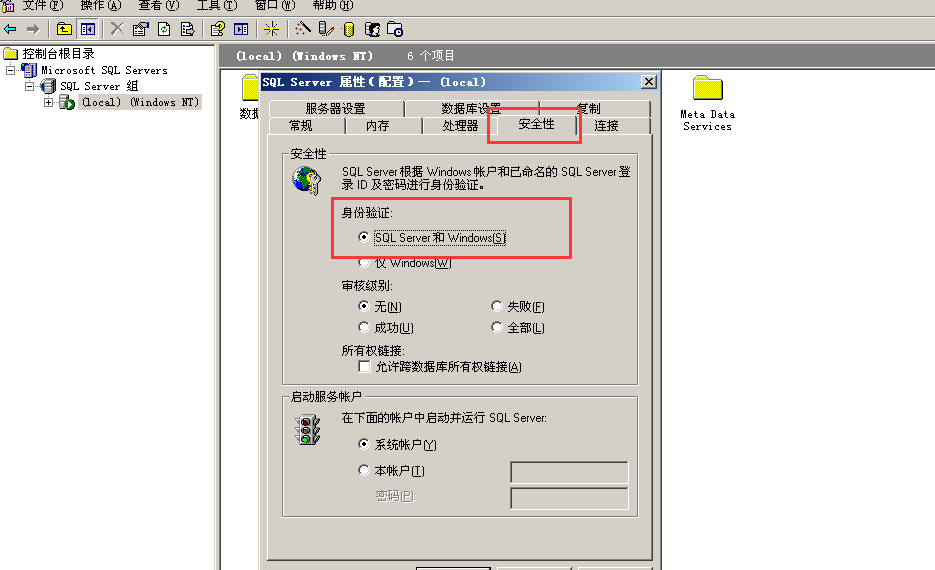 文件(F) 操作(A) 查看(V) 工具(T) 窗口(W) 帮助(H)
控制台根目录
Microsoft SQL Servers
SQL Server 组
(local) (Windows NT)
(local) (Windows NT) 6 个项目
数据
Meta Data
Services
SQL Server 属性(配置) — (local)
服务器设置 数据库设置 复制
常规 内存 处理器 安全性 连接
安全性
SQL Server 根据 Windows 帐户和已命名的 SQL Server 登
录 ID 及密码进行身份验证。
身份验证:
SQL Server 和 Windows(S)
仅 Windows(W)
审核级别:
无(N) 失败(F)
成功(U) 全部(L)
所有权链接:
允许跨数据库所有权链接(A)
启动服务帐户
在下面的帐户中启动并运行 SQL Server:
系统帐户(Y)
本帐户(T)
密码(P):